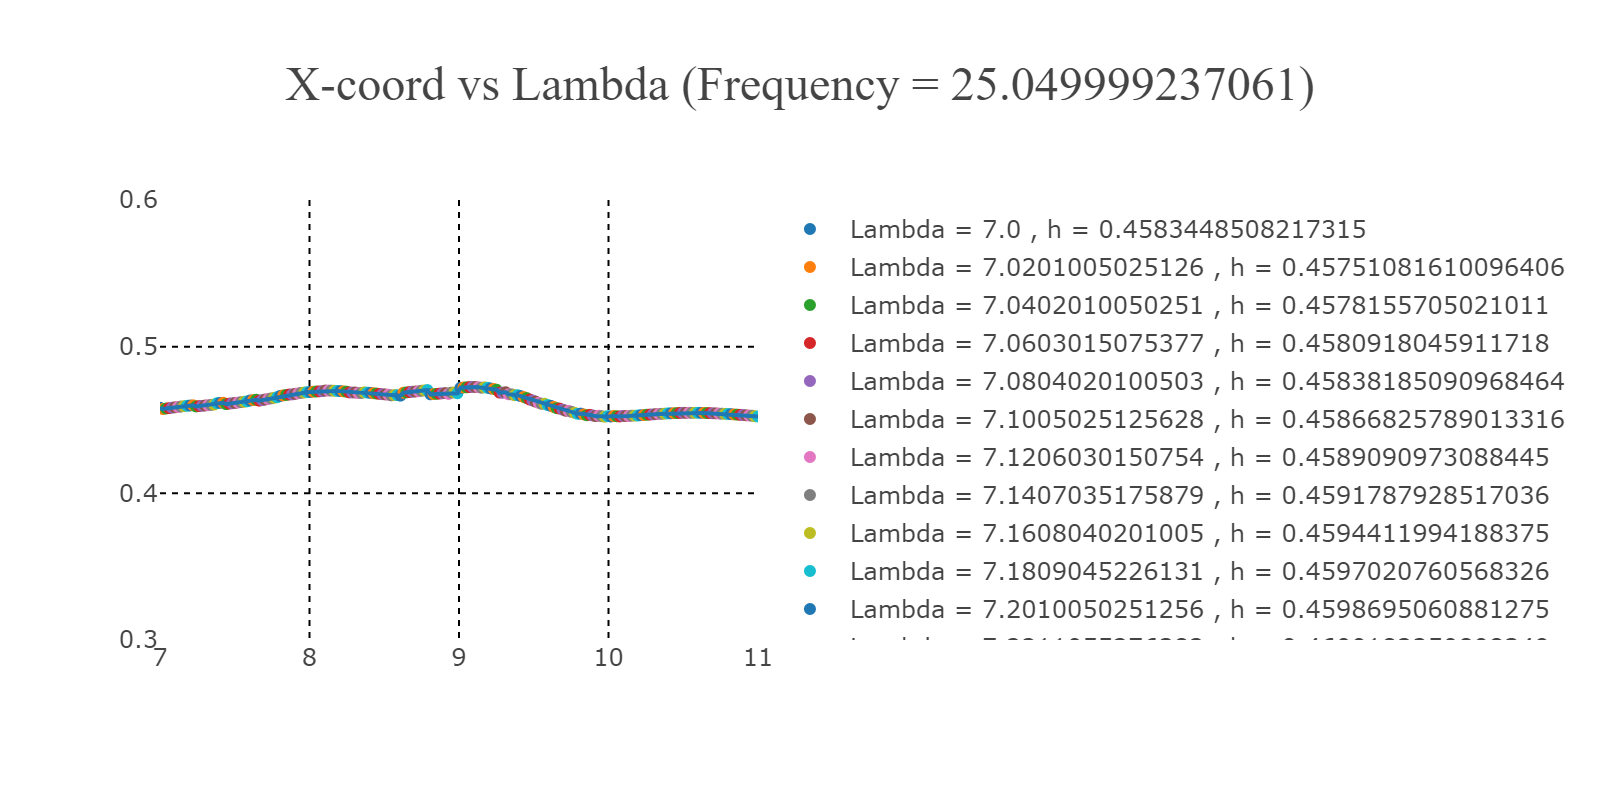 X-coord vs Lambda (Frequency = 25.049999237061)
0.6
0.5
0.4
0.3
7
8
9
10
11
Lambda = 7.0 , h = 0.4583448508217315
Lambda = 7.0201005025126 , h = 0.45751081610096406
Lambda = 7.0402010050251 , h = 0.4578155705021011
Lambda = 7.0603015075377 , h = 0.4580918045911718
Lambda = 7.0804020100503 , h = 0.45838185090968464
Lambda = 7.1005025125628 , h = 0.45866825789013316
Lambda = 7.1206030150754 , h = 0.4589090973088445
Lambda = 7.1407035175879 , h = 0.4591787928517036
Lambda = 7.1608040201005 , h = 0.4594411994188375
Lambda = 7.1809045226131 , h = 0.4597020760568326
Lambda = 7.2010050251256 , h = 0.4598695060881275